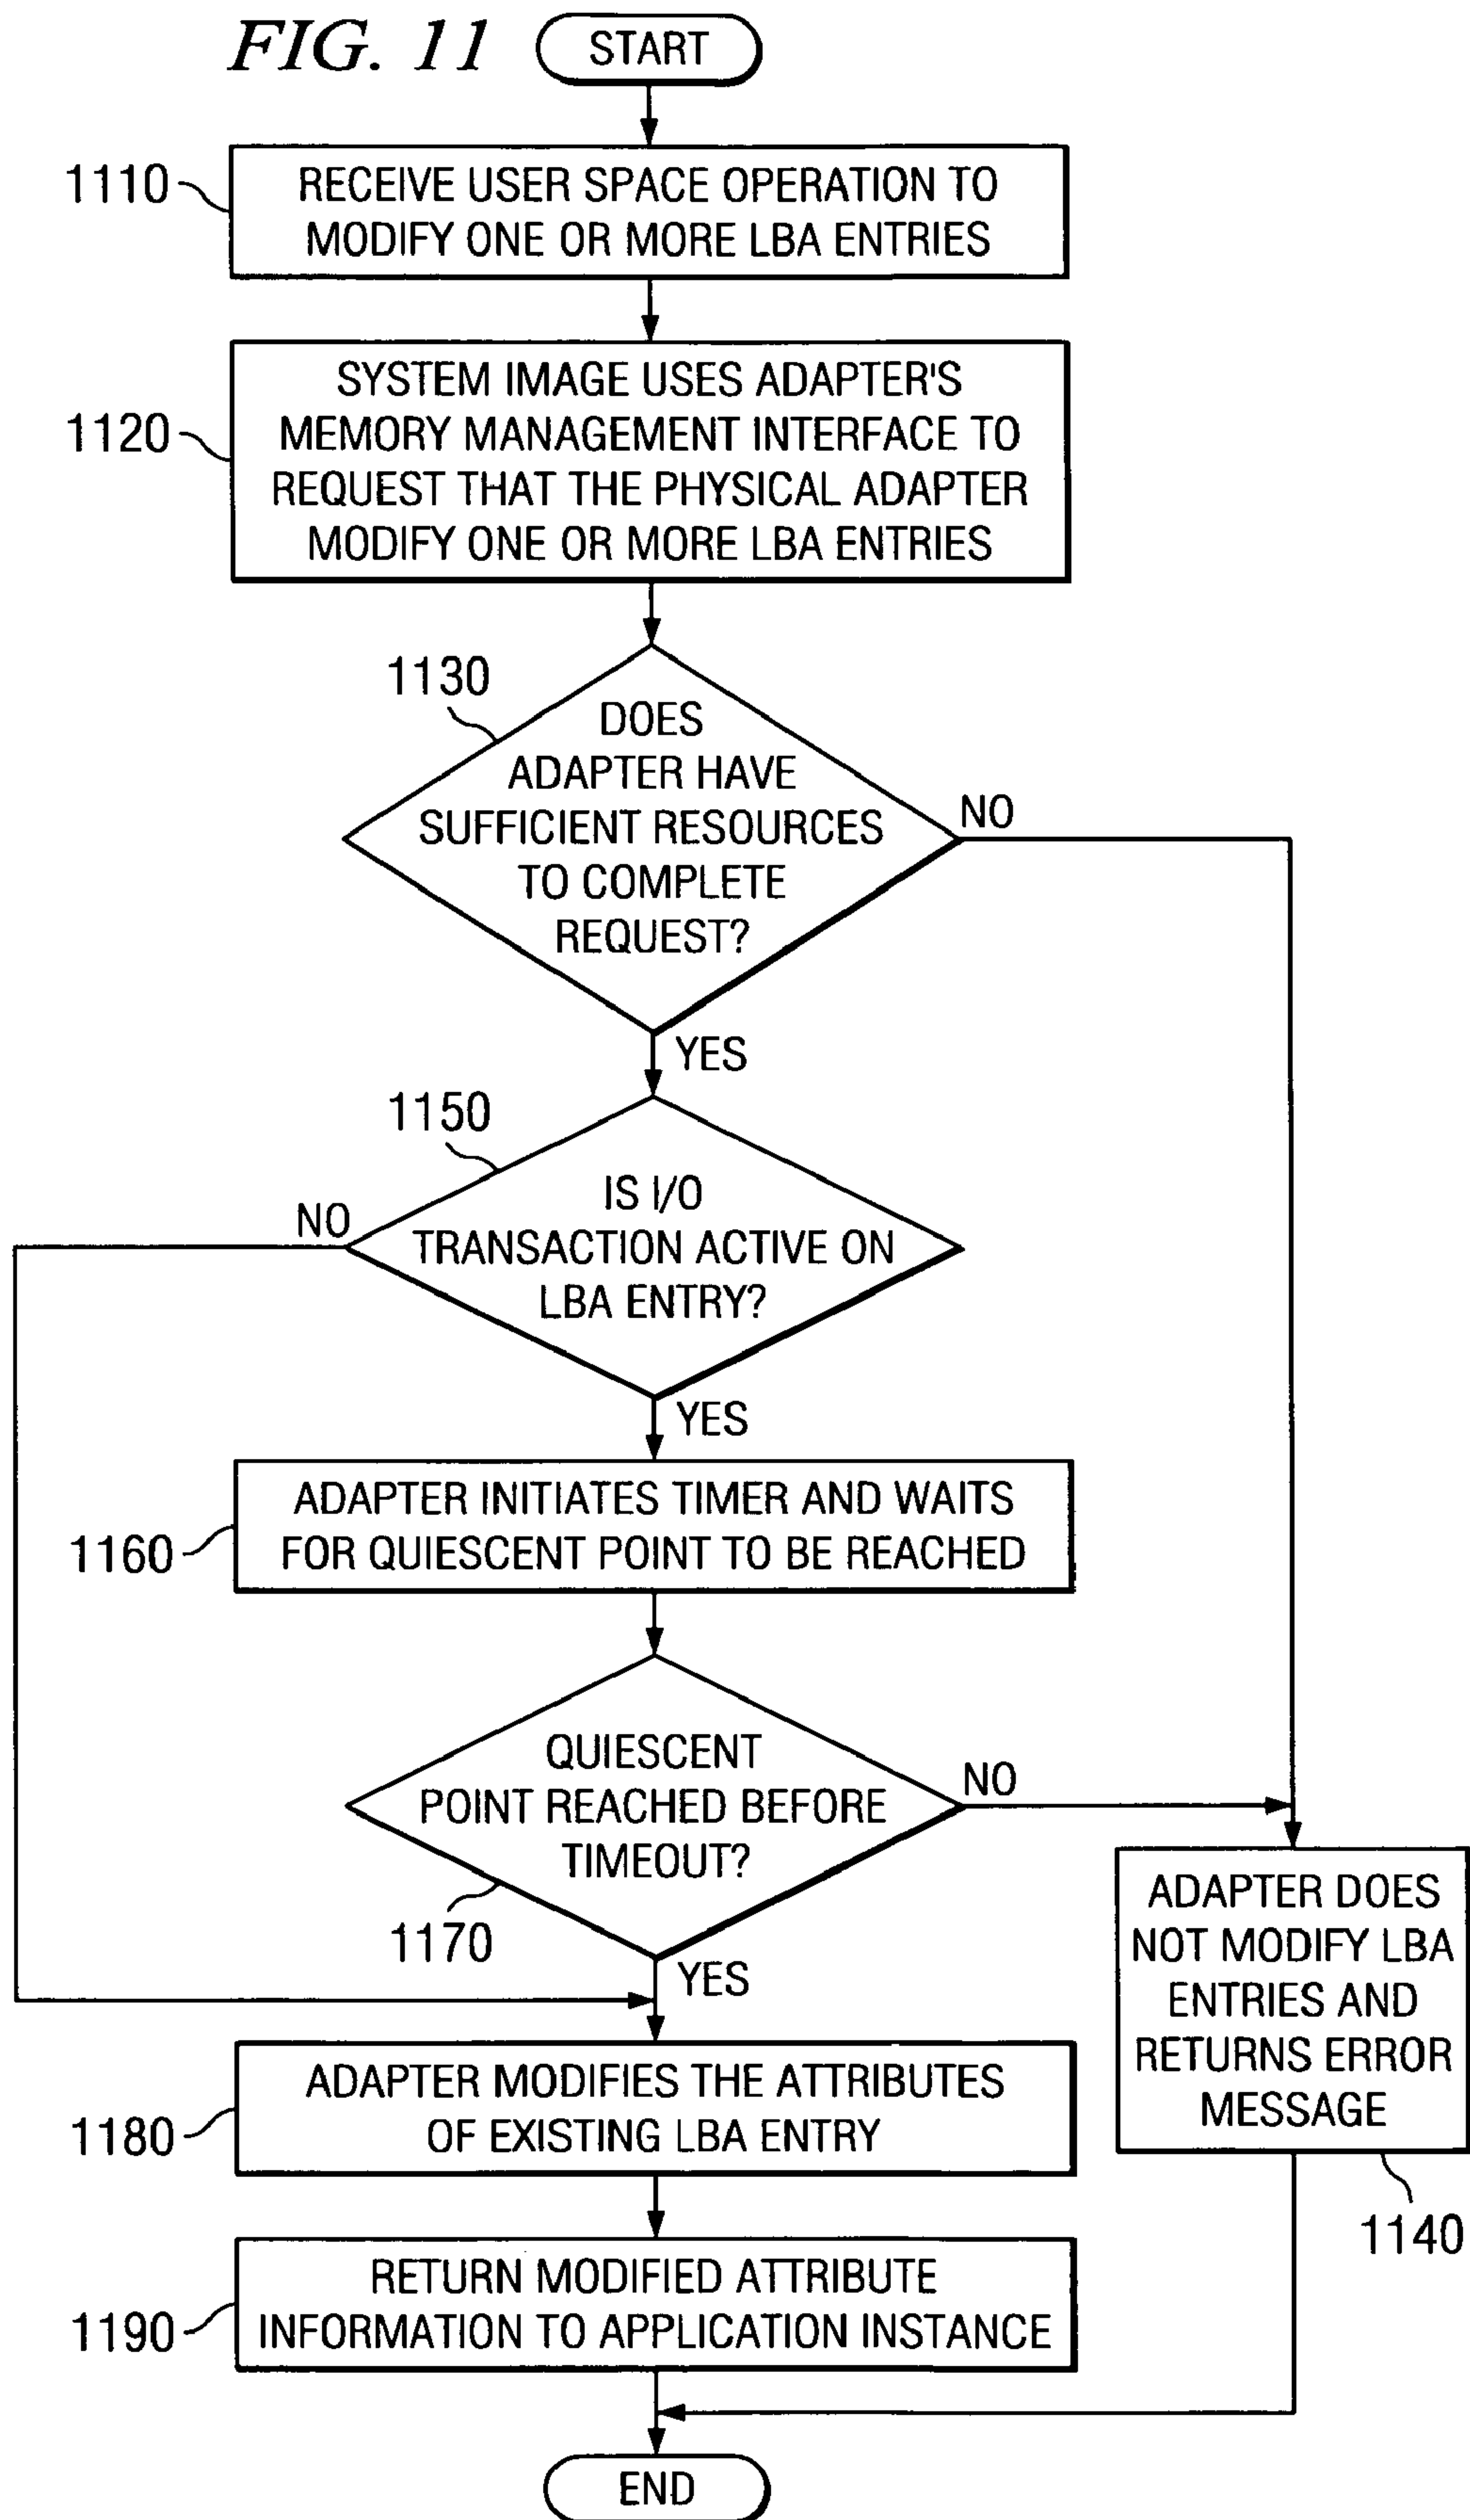 FIG. 11
START
1110
RECEIVE USER SPACE OPERATION TO
MODIFY ONE OR MORE LBA ENTRIES
1120
SYSTEM IMAGE USES ADAPTER'S
MEMORY MANAGEMENT INTERFACE TO
REQUEST THAT THE PHYSICAL ADAPTER
MODIFY ONE OR MORE LBA ENTRIES
1130
DOES
ADAPTER HAVE
SUFFICIENT RESOURCES
TO COMPLETE
REQUEST?
NO
YES
1150
IS I/O
TRANSACTION ACTIVE ON
LBA ENTRY?
NO
YES
1160
ADAPTER INITIATES TIMER AND WAITS
FOR QUIESCENT POINT TO BE REACHED
QUIESCENT
POINT REACHED BEFORE
TIMEOUT?
NO
1170
YES
ADAPTER DOES
NOT MODIFY LBA
ENTRIES AND
RETURNS ERROR
MESSAGE
1140
1180
ADAPTER MODIFIES THE ATTRIBUTES
OF EXISTING LBA ENTRY
1190
RETURN MODIFIED ATTRIBUTE
INFORMATION TO APPLICATION INSTANCE
END